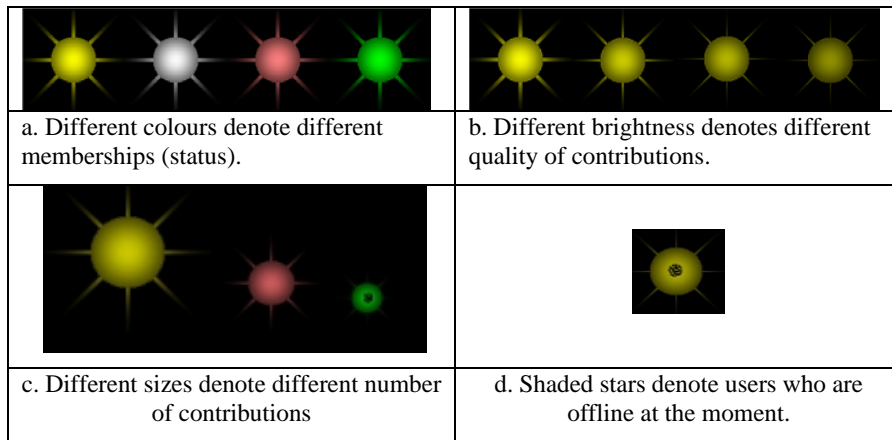 a. Different colours denote different
memberships (status).
b. Different brightness denotes different
quality of contributions.
c. Different sizes denote different number
of contributions
d. Shaded stars denote users who are
offline at the moment.